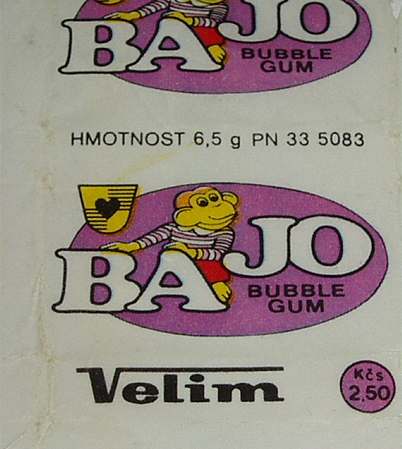 BAJO
BUBBLE
GUM
HMOTNOST 6,5 g PN 33 5083
BAJO
BUBBLE
GUM
Velim
Kčs
2,50